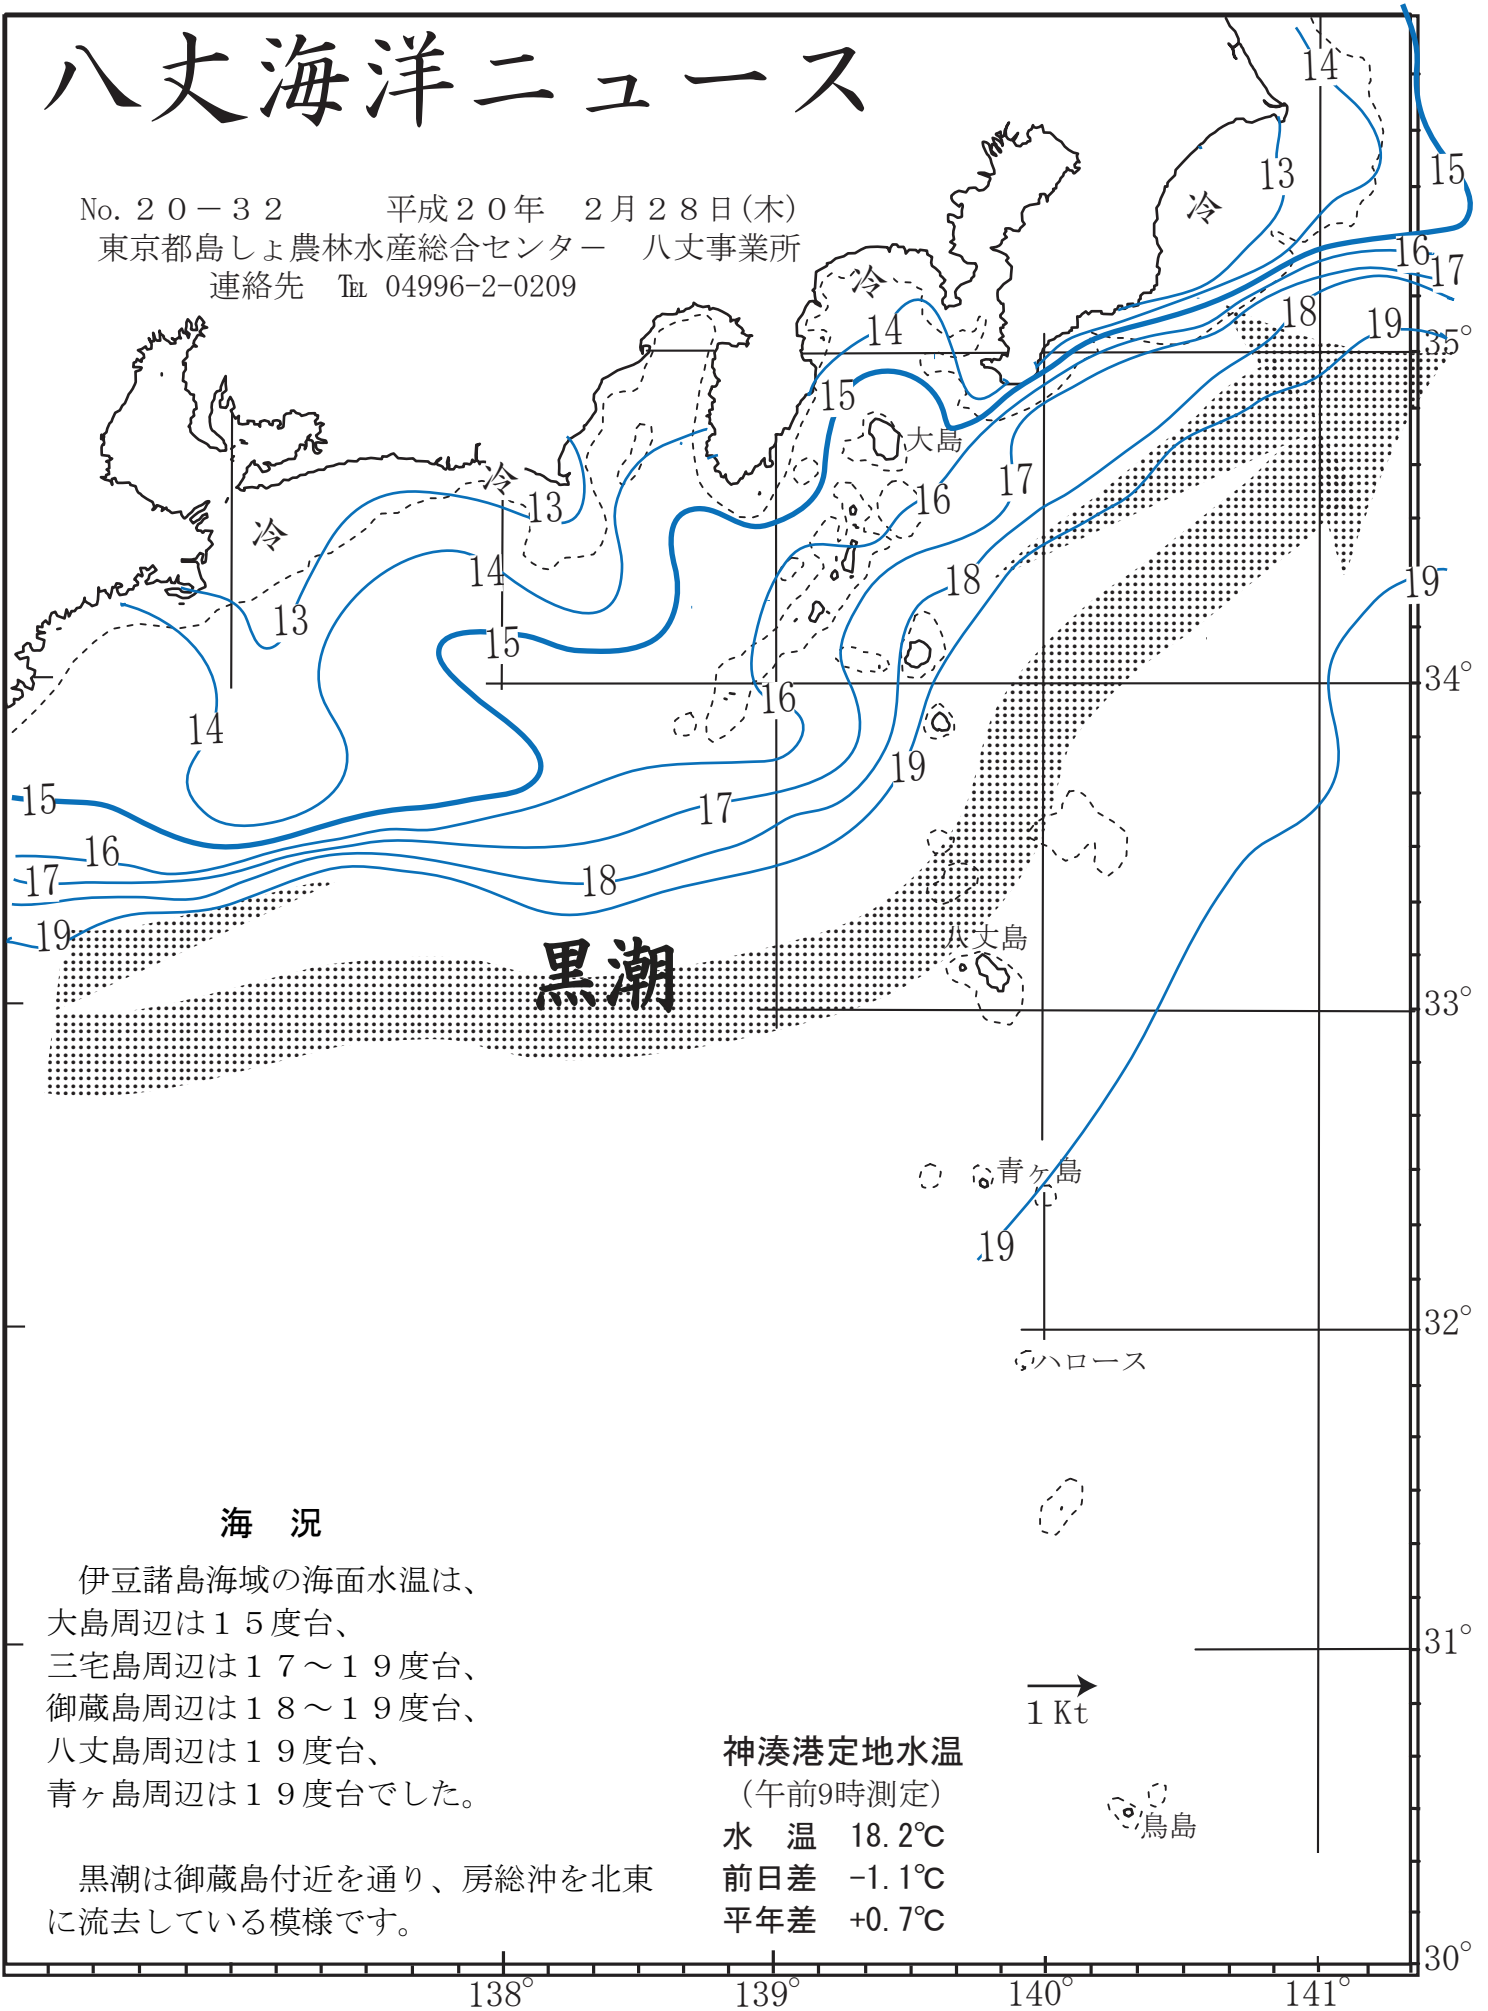 八丈海洋ニュース
No. 20−32　平成20年　2月28日(木)
東京都島しょ農林水産総合センター　八丈事業所
連絡先　℡ 04996-2-0209
14
13
15
冷
16
17
冷
14
18
19
35°
15
大島
冷
13
17
16
冷
14
18
19
13
15
34°
16
14
19
15
17
16
17
18
19
八丈島
黒潮
33°
青ヶ島
19
32°
ハロース
海　況
伊豆諸島海域の海面水温は、
大島周辺は15度台、
三宅島周辺は17〜19度台、
御蔵島周辺は18〜19度台、
八丈島周辺は19度台、
青ヶ島周辺は19度台でした。
黒潮は御蔵島付近を通り、房総沖を北東
に流去している模様です。
31°
1 Kt
神湊港定地水温
（午前9時測定）
水　温　18.2℃
前日差　-1.1℃
平年差　+0.7℃
鳥島
30°
138°
139°
140°
141°